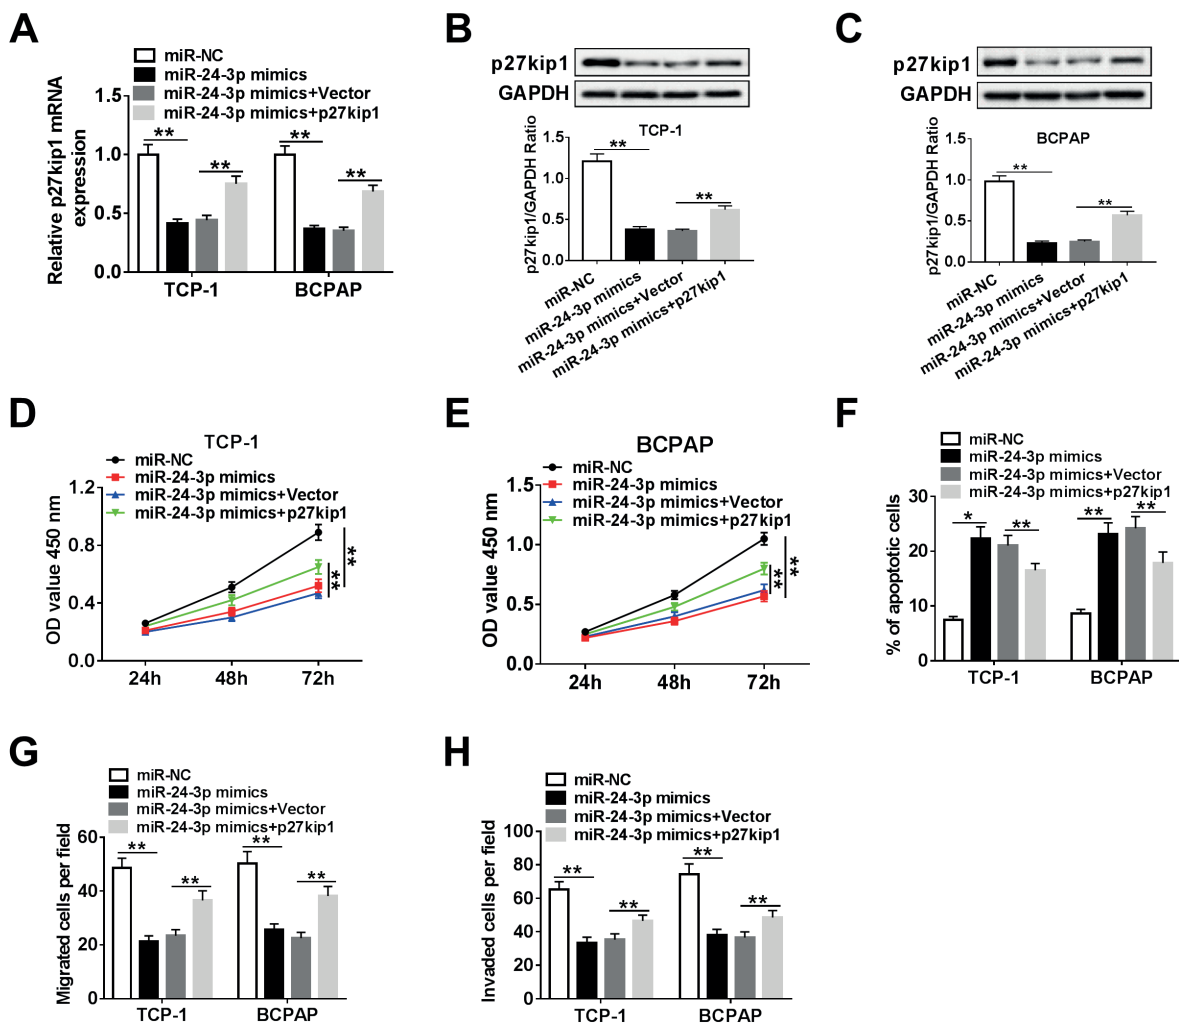 A
miR-NC
miR-24-3p mimics
miR-24-3p mimics+Vector
miR-24-3p mimics+p27kip1
Relative p27kip1 mRNA
expression
1.5
1.0
0.5
0.0
** ** ** **
TCP-1 BCPAP
B
p27kip1
GAPDH
TCP-1
p27kip1/GAPDH Ratio
1.5
1.0
0.5
0.0
** **
miR-NC
miR-24-3p mimics
miR-24-3p mimics+Vector
miR-24-3p mimics+p27kip1
C
p27kip1
GAPDH
BCPAP
p27kip1/GAPDH Ratio
1.5
1.0
0.5
0.0
** **
miR-NC
miR-24-3p mimics
miR-24-3p mimics+Vector
miR-24-3p mimics+p27kip1
D
TCP-1
miR-NC
miR-24-3p mimics
miR-24-3p mimics+Vector
miR-24-3p mimics+p27kip1
OD value 450 nm
1.2
0.8
0.4
0.0
** **
24h 48h 72h
E
BCPAP
miR-NC
miR-24-3p mimics
miR-24-3p mimics+Vector
miR-24-3p mimics+p27kip1
OD value 450 nm
1.5
1.0
0.5
0.0
** **
24h 48h 72h
F
miR-NC
miR-24-3p mimics
miR-24-3p mimics+Vector
miR-24-3p mimics+p27kip1
% of apoptotic cells
30
20
10
0
* ** ** **
TCP-1 BCPAP
G
miR-NC
miR-24-3p mimics
miR-24-3p mimics+Vector
miR-24-3p mimics+p27kip1
Migrated cells per field
60
40
20
0
** ** ** **
TCP-1 BCPAP
H
miR-NC
miR-24-3p mimics
miR-24-3p mimics+Vector
miR-24-3p mimics+p27kip1
Invaded cells per field
100
80
60
40
20
0
** ** ** **
TCP-1 BCPAP